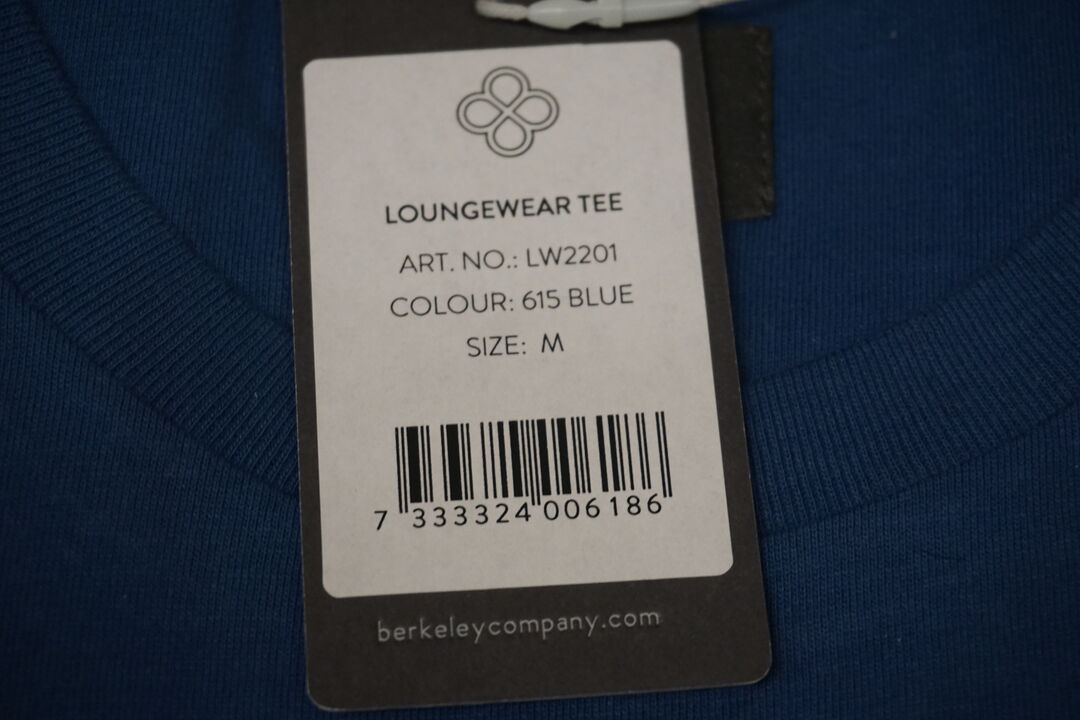 LOUNGEWEAR TEE
ART. NO.: LW2201
COLOUR: 615 BLUE
SIZE: M
7 333324 006186
berkeleycompany.com